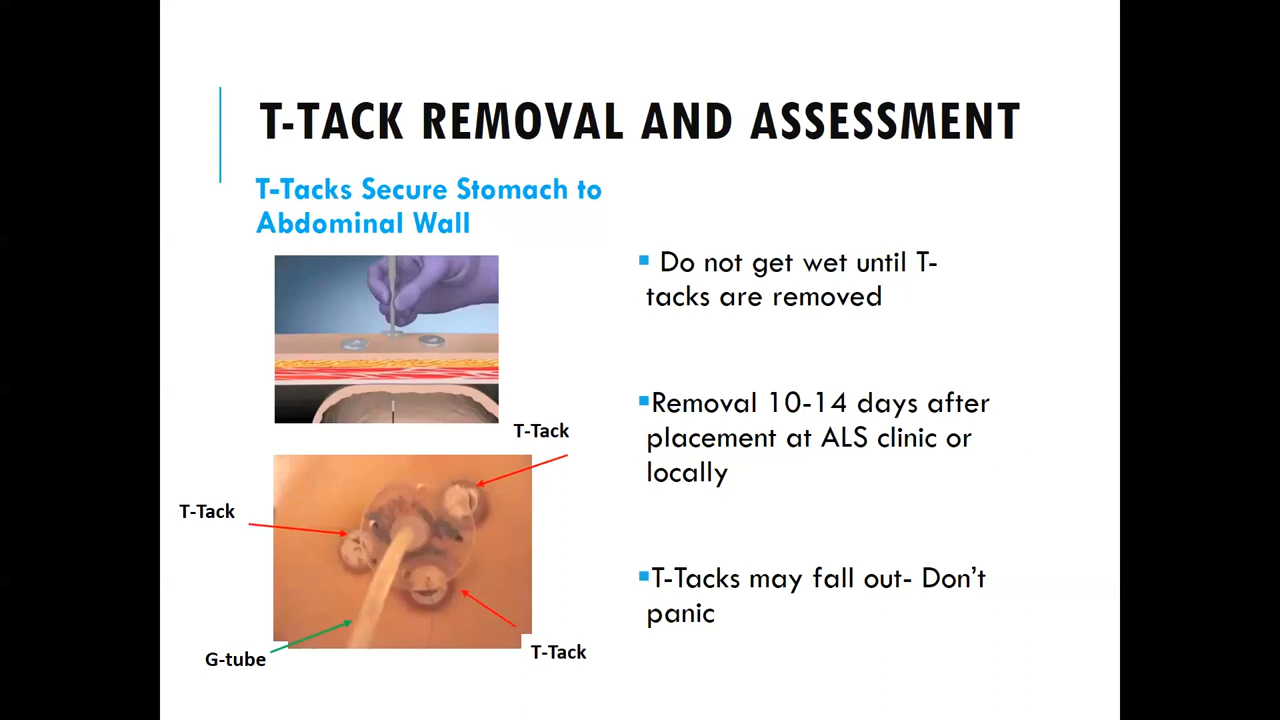 T-TACK REMOVAL AND ASSESSMENT
T-Tacks Secure Stomach to
Abdominal Wall
▪ Do not get wet until T-
tacks are removed
▪Removal 10-14 days after
placement at ALS clinic or
locally
▪T-Tacks may fall out- Don’t
panic
T-Tack
T-Tack
G-tube
T-Tack